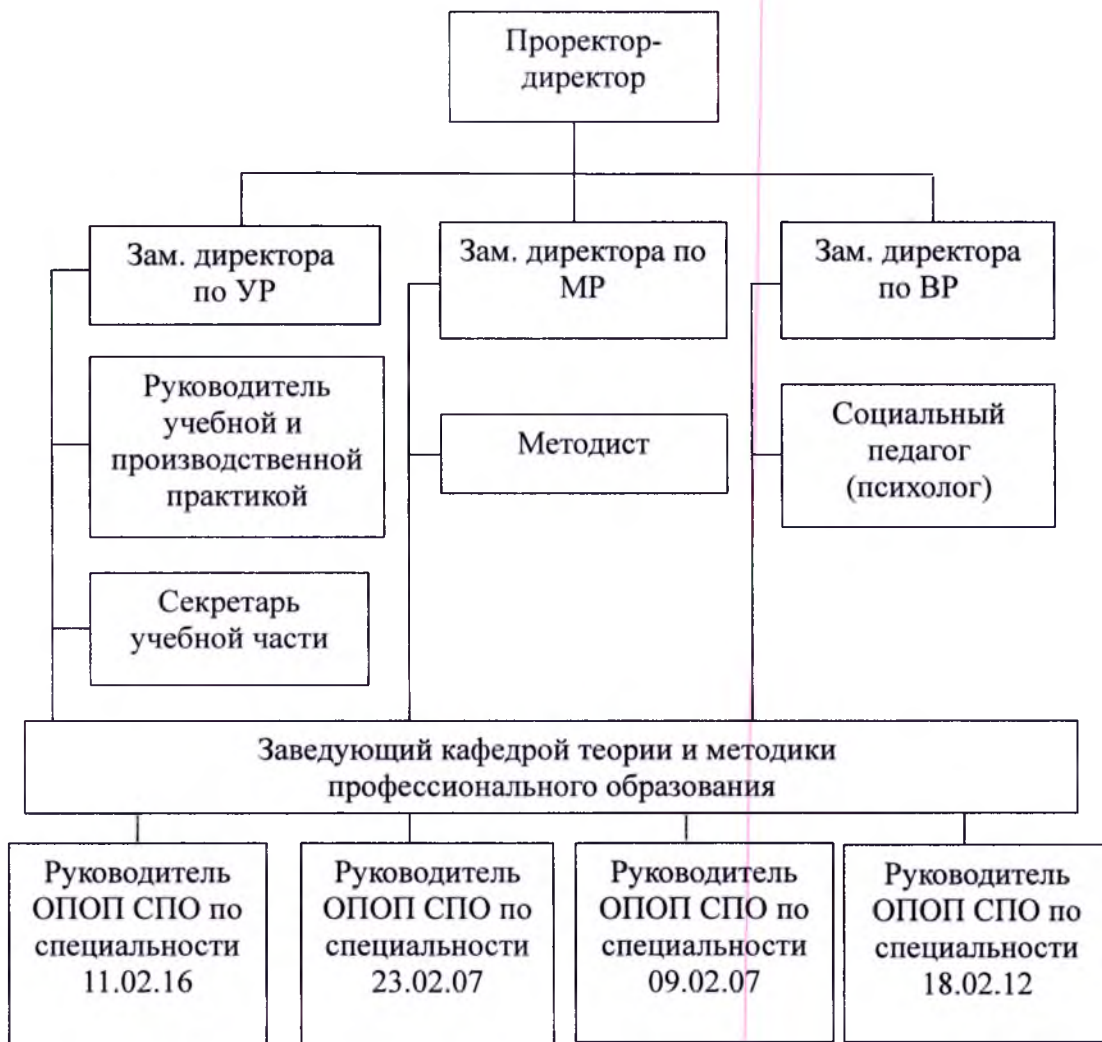 Проректор-
директор
Зам. директора
по УР
Зам. директора по
МР
Зам. директора
по ВР
Руководитель
учебной и
производственной
практикой
Методист
Социальный
педагог
(психолог)
Секретарь
учебной части
Заведующий кафедрой теории и методики
профессионального образования
Руководитель
ОПОП СПО по
специальности
11.02.16
Руководитель
ОПОП СПО по
специальности
23.02.07
Руководитель
ОПОП СПО по
специальности
09.02.07
Руководитель
ОПОП СПО по
специальности
18.02.12